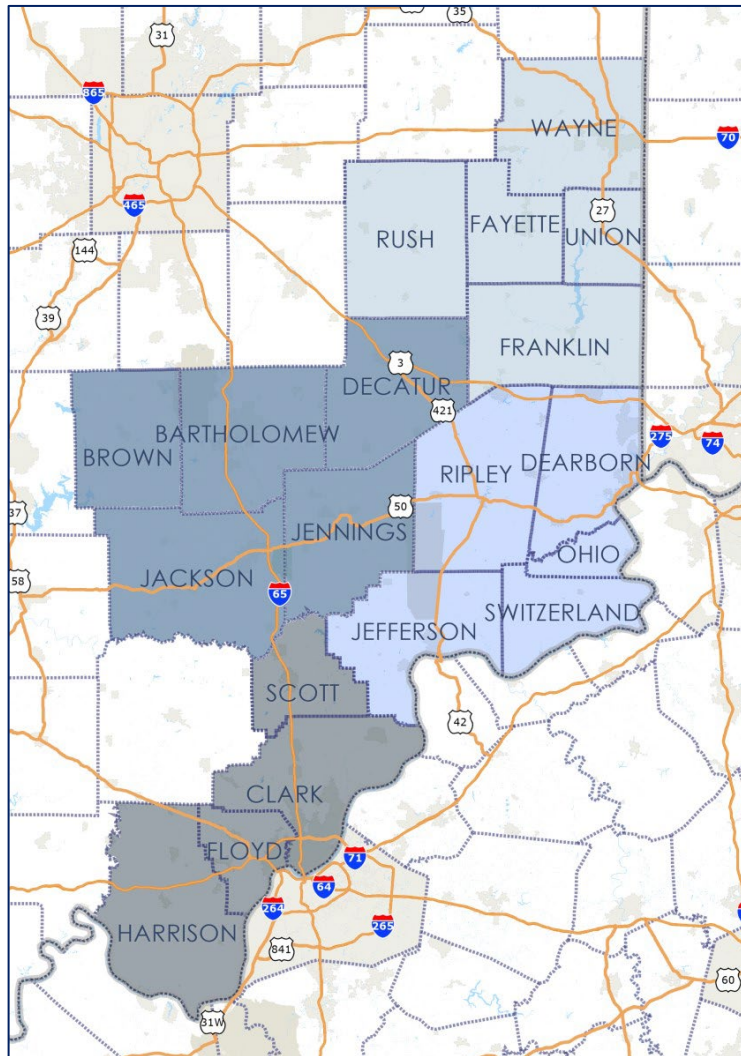 35
31
865
WAYNE
70
465
RUSH
FAYETTE
27
UNION
144
39
FRANKLIN
3
DECATUR
421
BARTHOLOMEW
BROWN
275
74
RIPLEY
DEARBORN
50
37
JENNINGS
OHIO
58
JACKSON
65
SWITZERLAND
JEFFERSON
SCOTT
42
CLARK
FLOYD
71
64
264
HARRISON
265
841
60
31W